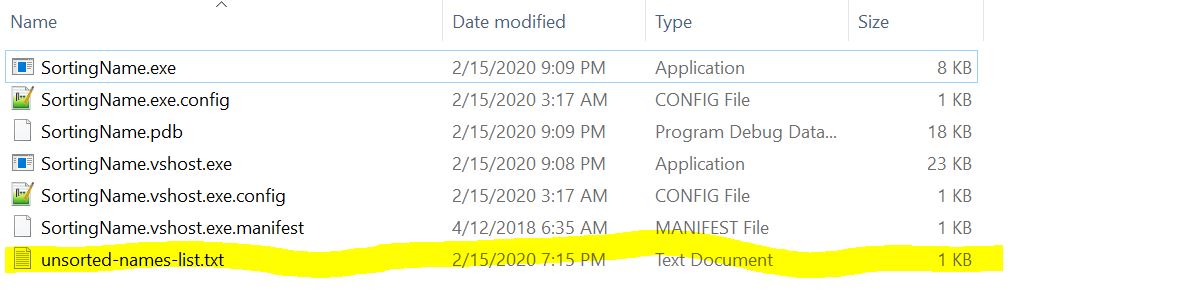 Name Date modified Type Size
SortingName.exe 2/15/2020 9:09 PM Application 8 KB
SortingName.exe.config 2/15/2020 3:17 AM CONFIG File 1 KB
SortingName.pdb 2/15/2020 9:09 PM Program Debug Data... 18 KB
SortingName.vshost.exe 2/15/2020 9:08 PM Application 23 KB
SortingName.vshost.exe.config 2/15/2020 3:17 AM CONFIG File 1 KB
SortingName.vshost.exe.manifest 4/12/2018 6:35 AM MANIFEST File 1 KB
unsorted-names-list.txt 2/15/2020 7:15 PM Text Document 1 KB